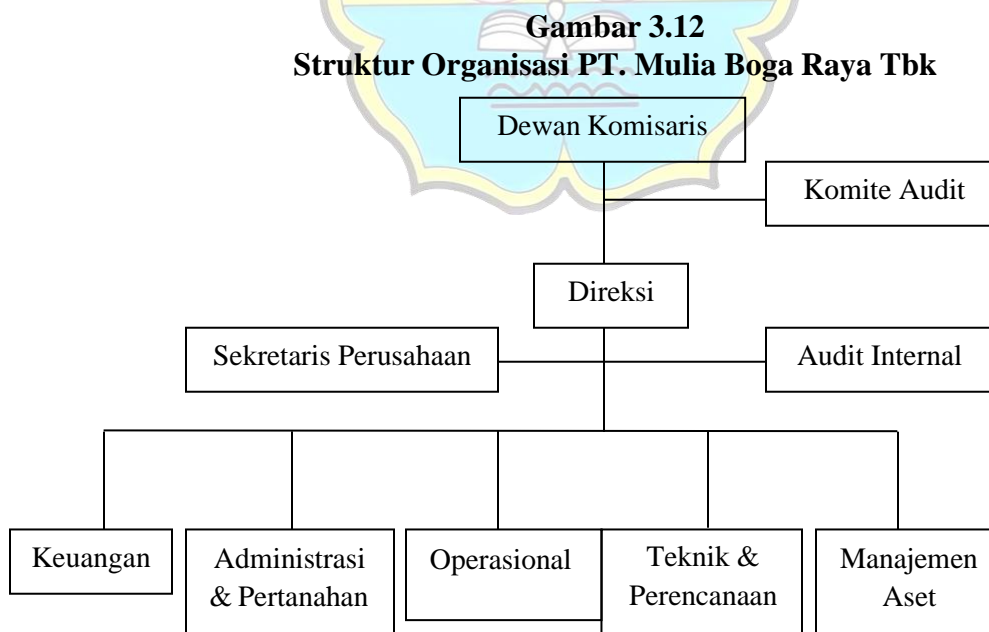 Gambar 3.12
Struktur Organisasi PT. Mulia Boga Raya Tbk
Dewan Komisaris
Komite Audit
Direksi
Sekretaris Perusahaan
Audit Internal
Keuangan
Administrasi
& Pertanahan
Operasional
Teknik &
Perencanaan
Manajemen
Aset